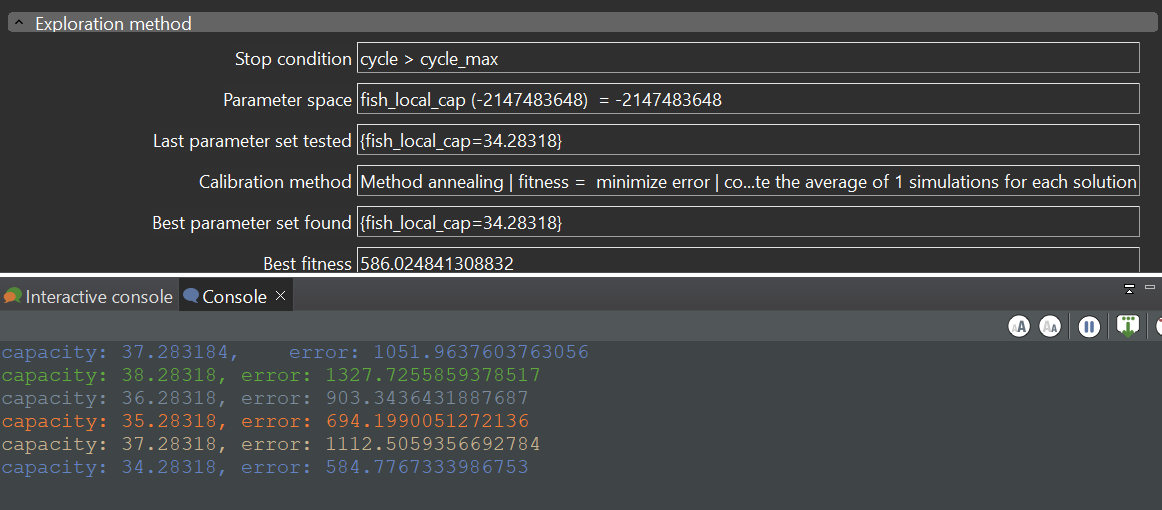 Exploration method
Stop condition cycle > cycle_max
Parameter space fish_local_cap (-2147483648)  = -2147483648
Last parameter set tested {fish_local_cap=34.28318}
Calibration method Method annealing | fitness =  minimize error | co...te the average of 1 simulations for each solution
Best parameter set found {fish_local_cap=34.28318}
Best fitness 586.024841308832
Interactive console Console
AA AA
capacity: 37.283184,    error: 1051.9637603763056
capacity: 38.28318, error: 1327.7255859378517
capacity: 36.28318, error: 903.3436431887687
capacity: 35.28318, error: 694.1990051272136
capacity: 37.28318, error: 1112.5059356692784
capacity: 34.28318, error: 584.7767333986753